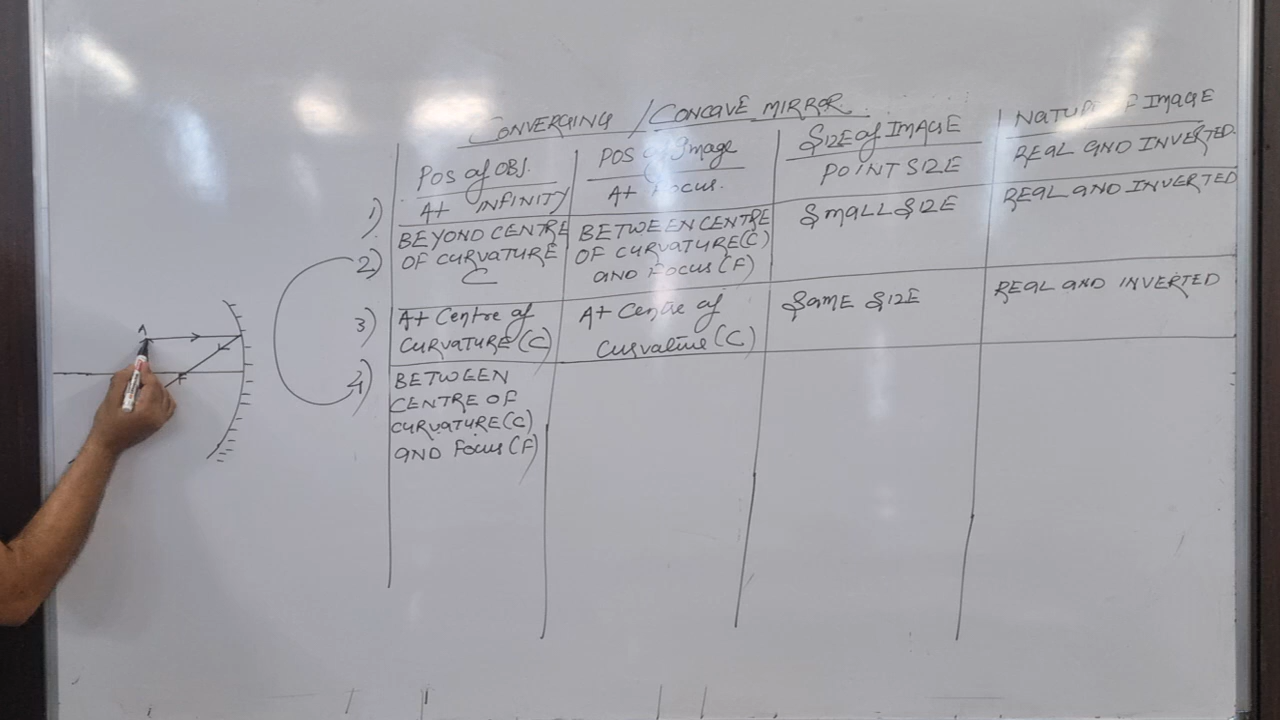 CONVERGING / CONCAVE MIRROR
POS of OBJ.
POS of Image
SIZE of IMAGE
NATU F IMAGE
1)
At INFINITY
At Focus.
POINT SIZE
REAL AND INVERTED.
2)
BEYOND CENTRE
OF CURVATURE
C
BETWEEN CENTRE
OF CURVATURE(C)
AND FOCUS(F)
SMALL SIZE
REAL AND INVERTED
3)
At Centre of
CURVATURE(C)
At Centre of
Curvature(C)
SAME SIZE
REAL AND INVERTED
4)
BETWEEN
CENTRE OF
CURVATURE(C)
AND Focus(F)
A
F